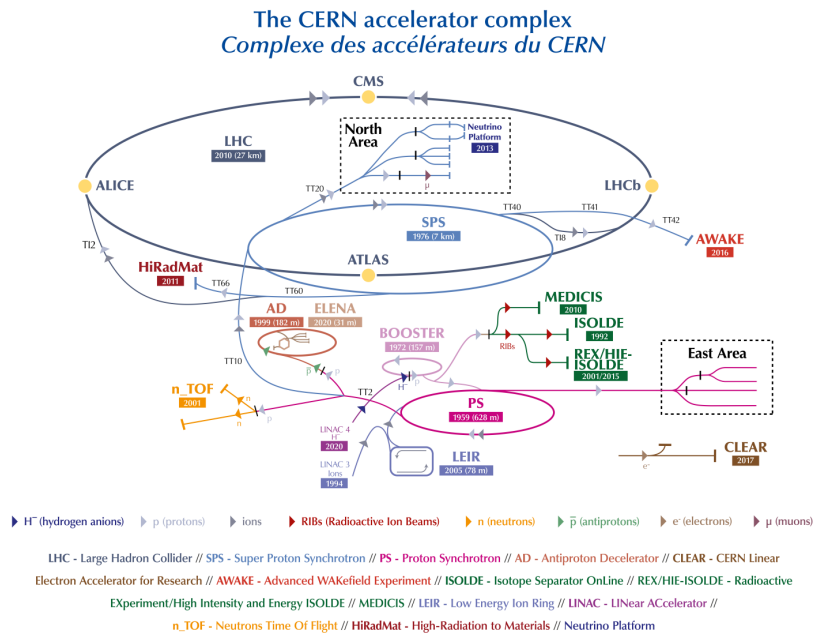 The CERN accelerator complex
Complexe des accélérateurs du CERN
CMS
North
Area
Neutrino
Platform
2013
LHC
2010 (27 km)
μ
ALICE
LHCb
TT20
SPS
1976 (7 km)
TT40
TT41
TT42
TI8
AWAKE
2016
TI2
HiRadMat
2011
ATLAS
TT66
TT60
AD
1999 (182 m)
ELENA
2020 (31 m)
MEDICIS
2010
ISOLDE
1992
BOOSTER
1972 (157 m)
RIBs
REX/HIE-
ISOLDE
2001/2015
East Area
TT10
p̅
p
H⁻
p
TT2
n_TOF
2001
n
n
p
PS
1959 (628 m)
LINAC 4
H⁻
2020
LINAC 3
Ions
1994
LEIR
2005 (78 m)
CLEAR
2017
e⁻
H⁻ (hydrogen anions)
p (protons)
ions
RIBs (Radioactive Ion Beams)
n (neutrons)
p̅ (antiprotons)
e⁻ (electrons)
μ (muons)
LHC - Large Hadron Collider // SPS - Super Proton Synchrotron // PS - Proton Synchrotron // AD - Antiproton Decelerator // CLEAR - CERN Linear
Electron Accelerator for Research // AWAKE - Advanced WAKefield Experiment // ISOLDE - Isotope Separator OnLine // REX/HIE-ISOLDE - Radioactive
EXperiment/High Intensity and Energy ISOLDE // MEDICIS // LEIR - Low Energy Ion Ring // LINAC - LINear ACcelerator //
n_TOF - Neutrons Time Of Flight // HiRadMat - High-Radiation to Materials // Neutrino Platform